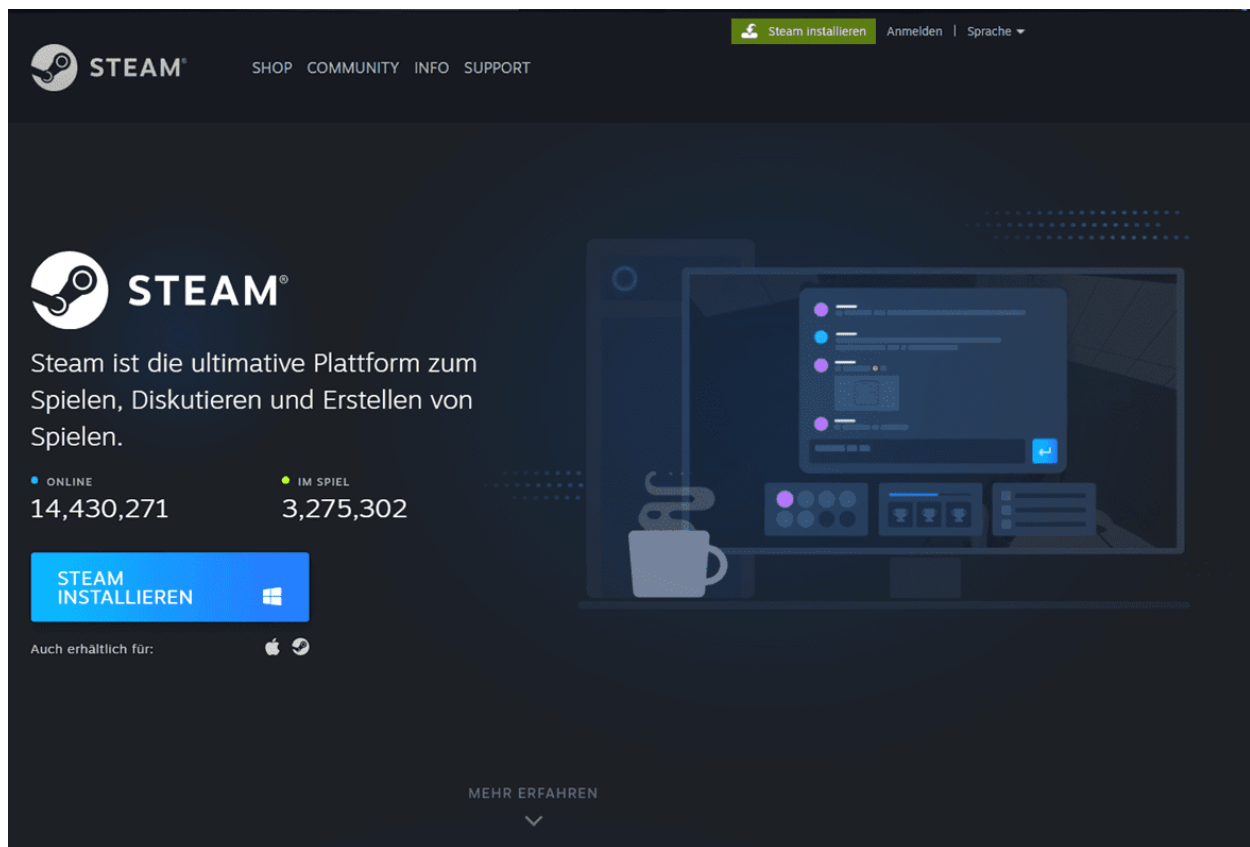 Steam installieren Anmelden | Sprache
STEAM®
SHOP COMMUNITY INFO SUPPORT
STEAM®
Steam ist die ultimative Plattform zum
Spielen, Diskutieren und Erstellen von
Spielen.
ONLINE IM SPIEL
14,430,271 3,275,302
STEAM
INSTALLIEREN
Auch erhältlich für:
MEHR ERFAHREN